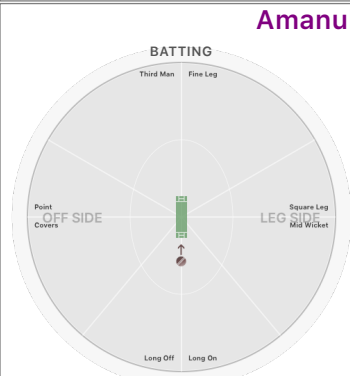 Amanu
BATTING
Third Man Fine Leg
Point Square Leg
OFF SIDE LEG SIDE
Covers Mid Wicket
Long Off Long On